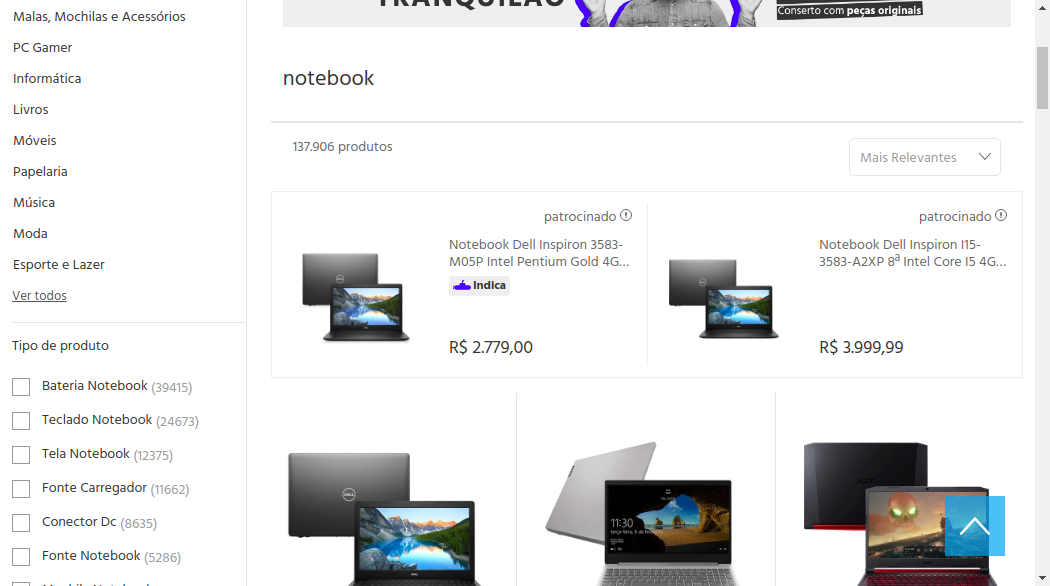 Malas, Mochilas e Acessórios
PC Gamer
Informática
Livros
Móveis
Papelaria
Música
Moda
Esporte e Lazer
Ver todos
Tipo de produto
Bateria Notebook (39415)
Teclado Notebook (24673)
Tela Notebook (12375)
Fonte Carregador (11662)
Conector Dc (8635)
Fonte Notebook (5286)
TRANQUILÃO
Conserto com peças originais
notebook
137.906 produtos
Mais Relevantes
patrocinado
Notebook Dell Inspiron 3583-
M05P Intel Pentium Gold 4G...
Indica
R$ 2.779,00
patrocinado
Notebook Dell Inspiron I15-
3583-A2XP 8ª Intel Core I5 4G...
R$ 3.999,99
DELL
11:30